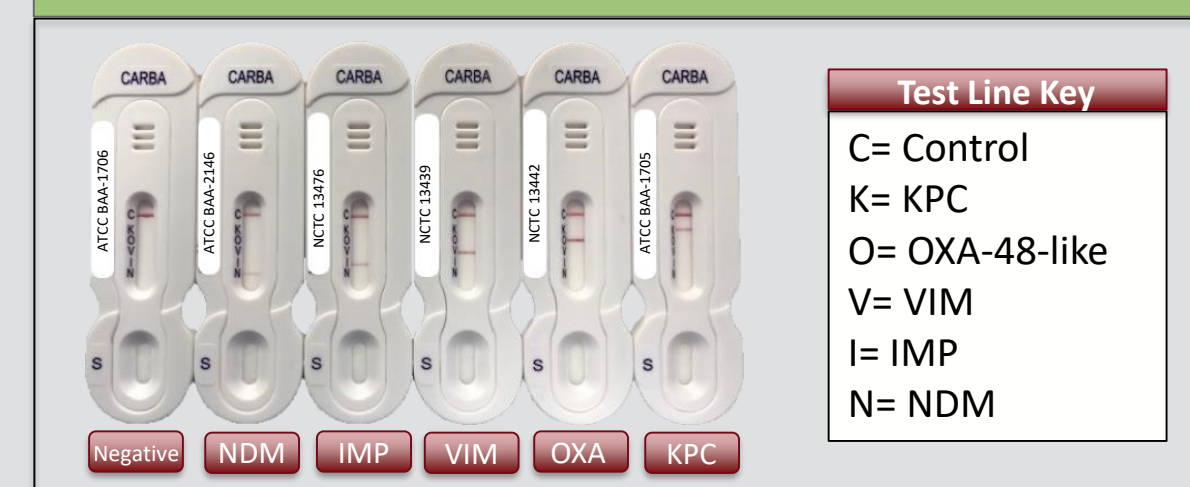 CARBA CARBA CARBA CARBA CARBA CARBA
ATCC BAA-1706
ATCC BAA-2146
NCTC 13476
NCTC 13439
NCTC 13442
ATCC BAA-1705
C K O V I N
C K O V I N
C K O V I N
C K O V I N
C K O V I N
C K O V I N
S S S S S S
Negative NDM IMP VIM OXA KPC
Test Line Key
C= Control
K= KPC
O= OXA-48-like
V= VIM
I= IMP
N= NDM